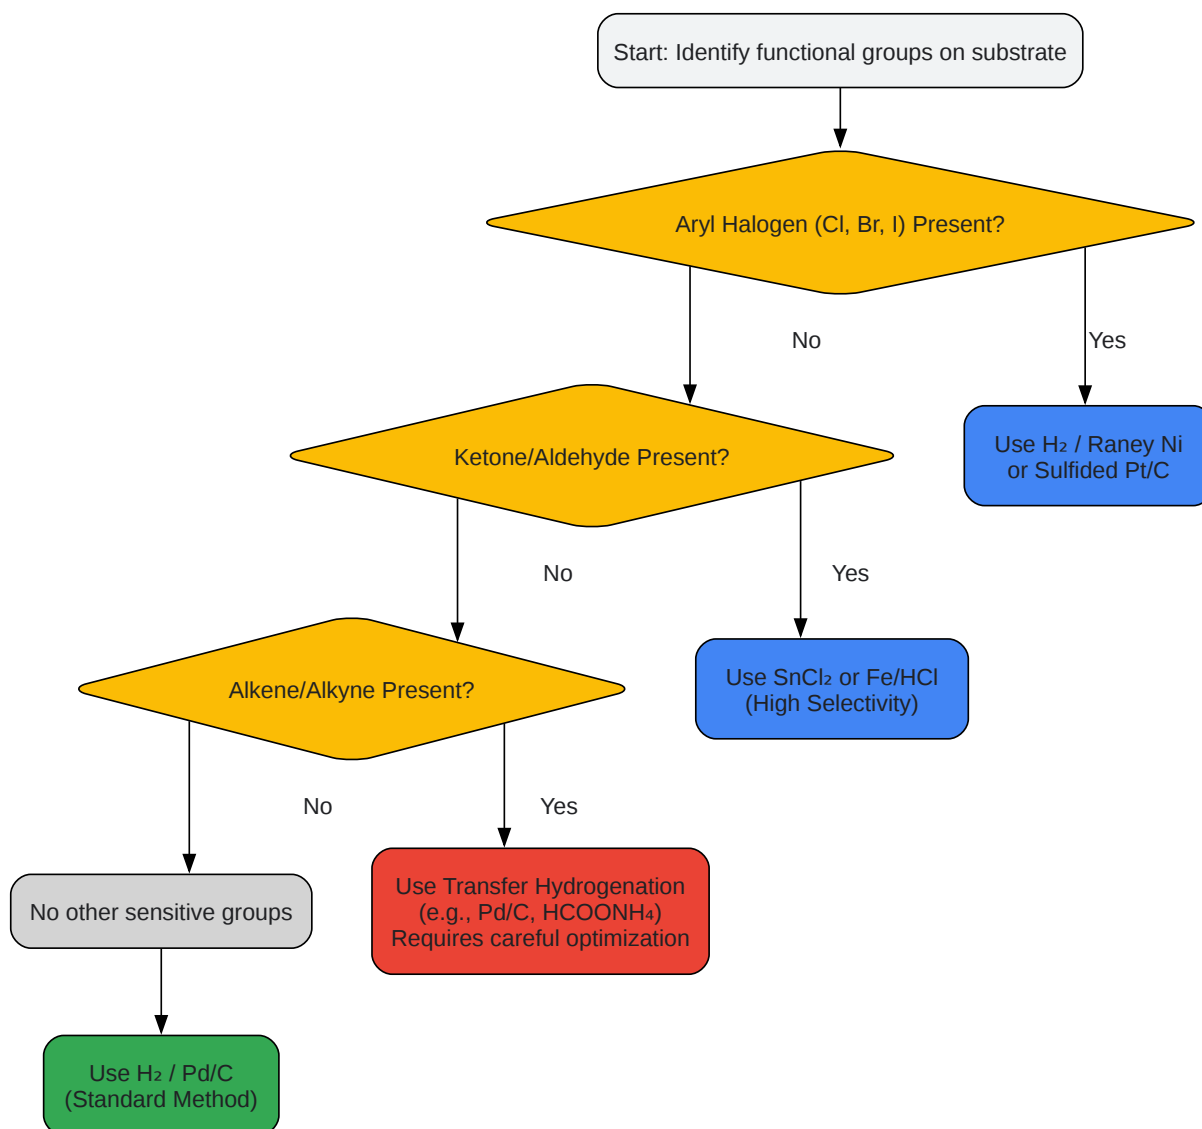 Start: Identify functional groups on substrate
Aryl Halogen (Cl, Br, I) Present?
No
Yes
Ketone/Aldehyde Present?
Use H₂ / Raney Ni
or Sulfided Pt/C
No
Yes
Alkene/Alkyne Present?
Use SnCl₂ or Fe/HCl
(High Selectivity)
No
Yes
No other sensitive groups
Use Transfer Hydrogenation
(e.g., Pd/C, HCOONH₄)
Requires careful optimization
Use H₂ / Pd/C
(Standard Method)